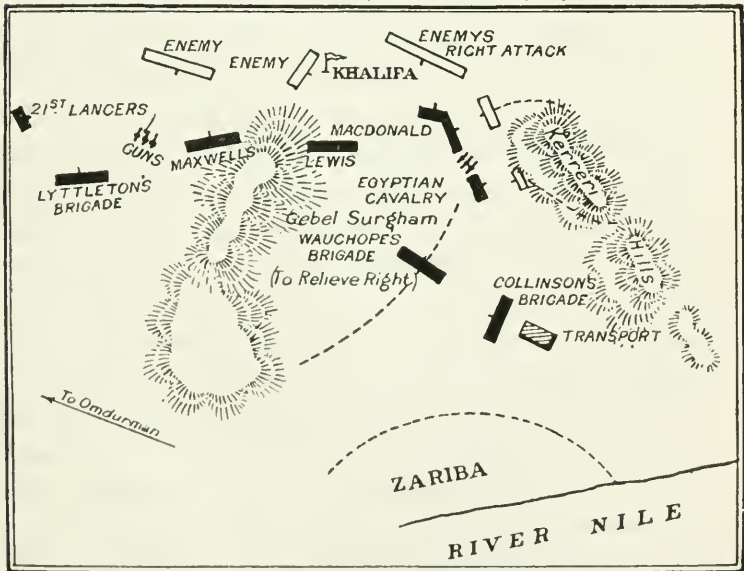 ENEMY
ENEMY
KHALIFA
ENEMYS
RIGHT ATTACK
21ST LANCERS
GUNS
MAXWELLS
LEWIS
MACDONALD
Kerreri
Hills
LYTTLETON'S
BRIGADE
EGYPTIAN
CAVALRY
Gebel Surgham
WAUCHOPES
BRIGADE
(To Relieve Right)
COLLINSON'S
BRIGADE
TRANSPORT
To Omdurman
ZARIBA
RIVER NILE